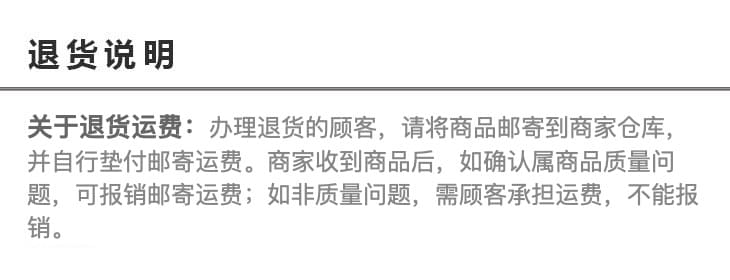 退货说明
关于退货运费：办理退货的顾客，请将商品邮寄到商家仓库，
并自行垫付邮寄运费。商家收到商品后，如确认属商品质量问
题，可报销邮寄运费；如非质量问题，需顾客承担运费，不能报
销。